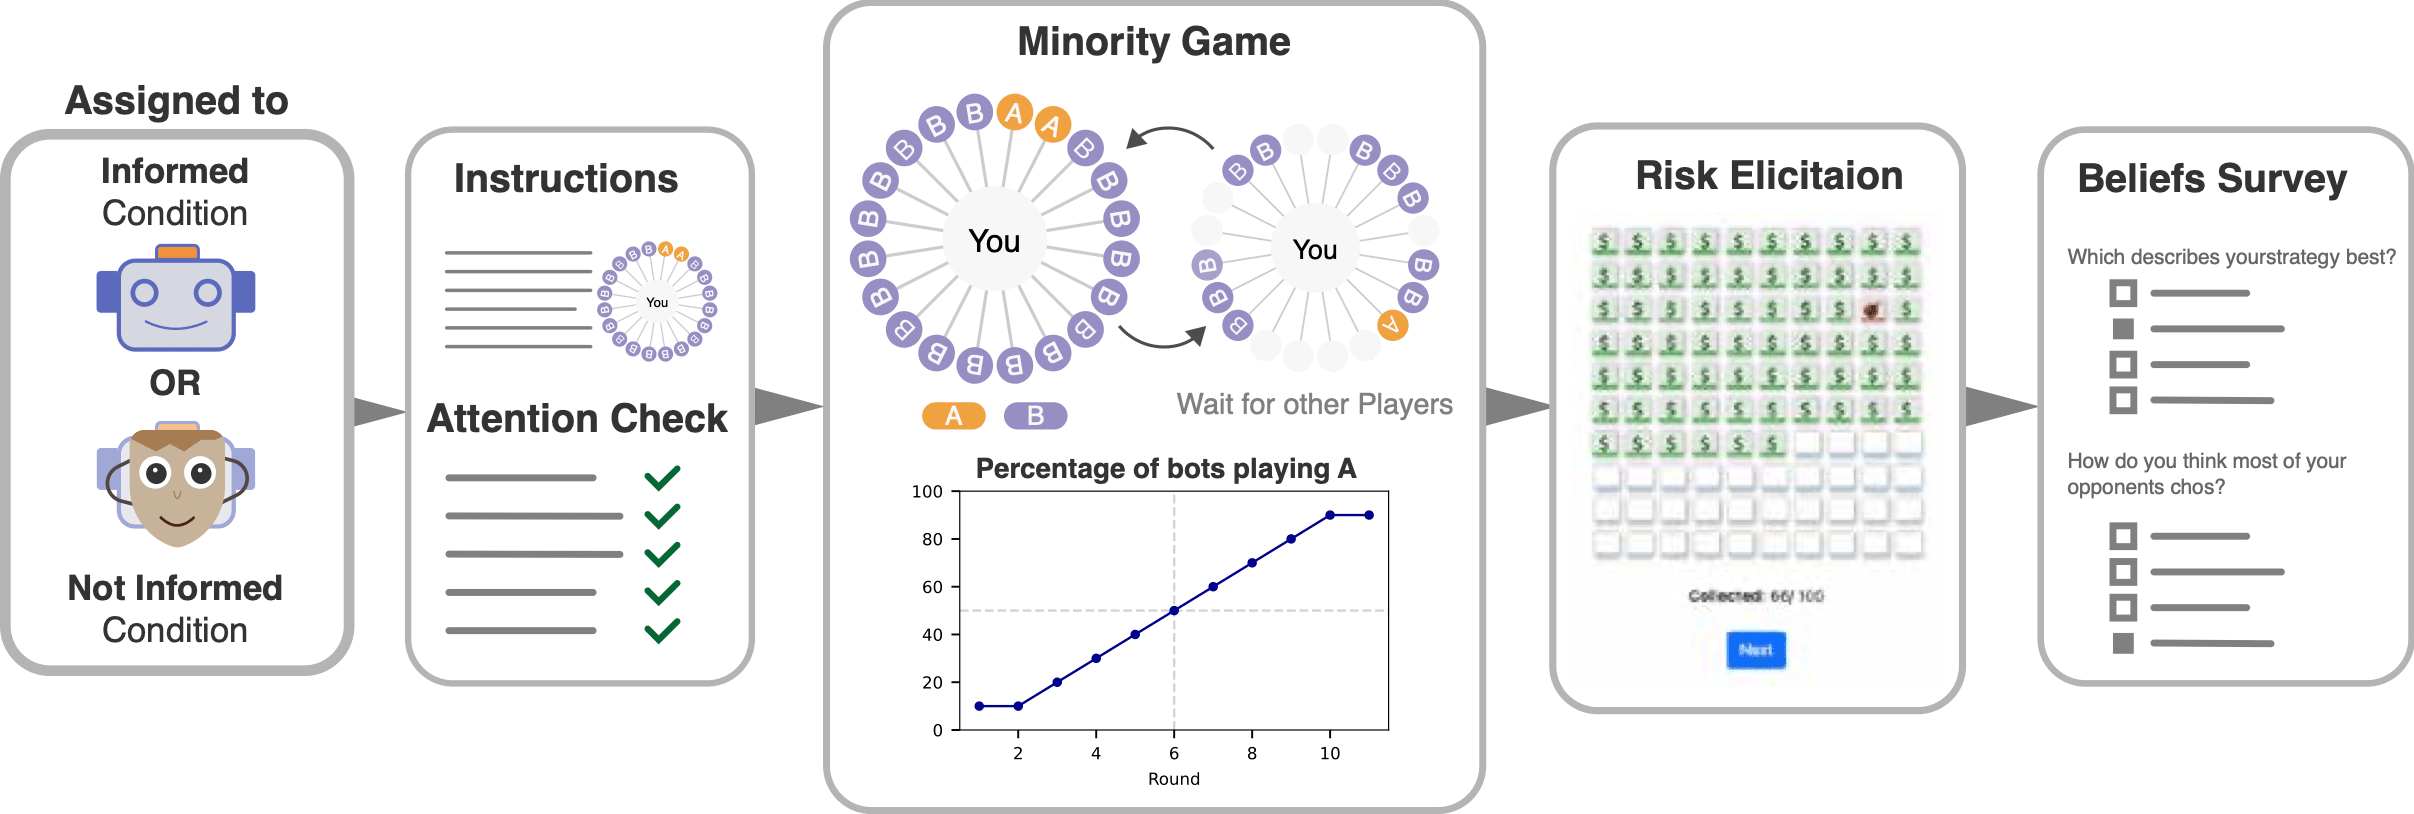 Assigned to
Informed
Condition
OR
Not Informed
Condition
Instructions
B B B B A A B B B B B B B B B B B B B B
You
Attention Check
Minority Game
B B B B B A A B B B B B B B B B B B B B
You
B B B B B B B A B B B
You
A B
Wait for other Players
Percentage of bots playing A
100
80
60
40
20
0
2 4 6 8 10
Round
Risk Elicitaion
$ $ $ $ $ $ $ $ $ $
$ $ $ $ $ $ $ $ $ $
$ $ $ $ $ $ $ $ $
$ $ $ $ $ $ $ $ $ $
$ $ $ $ $ $ $ $ $ $
$ $ $ $ $ $ $ $ $ $
$ $ $ $ $ $
Collected: 66/ 100
Next
Beliefs Survey
Which describes yourstrategy best?
How do you think most of your
opponents chos?